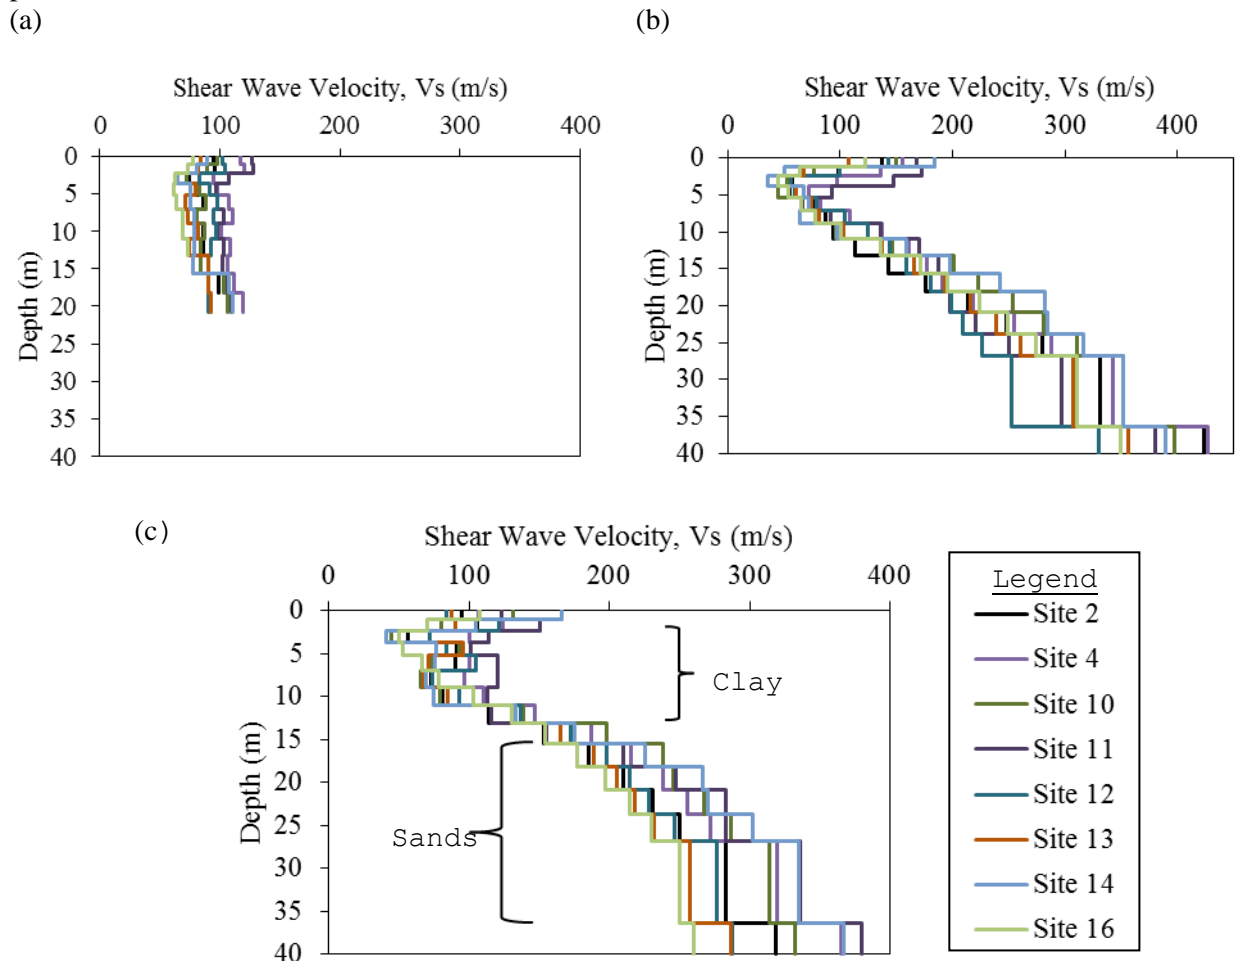 (a)
(b)
Shear Wave Velocity, Vs (m/s)
0 100 200 300 400
0
5
10
15
20
25
30
35
40
Depth (m)
Shear Wave Velocity, Vs (m/s)
0 100 200 300 400
0
5
10
15
20
25
30
35
40
Depth (m)
(c)
Shear Wave Velocity, Vs (m/s)
0 100 200 300 400
0
5
10
15
20
25
30
35
40
Depth (m)
Clay
Sands
Legend
Site 2
Site 4
Site 10
Site 11
Site 12
Site 13
Site 14
Site 16